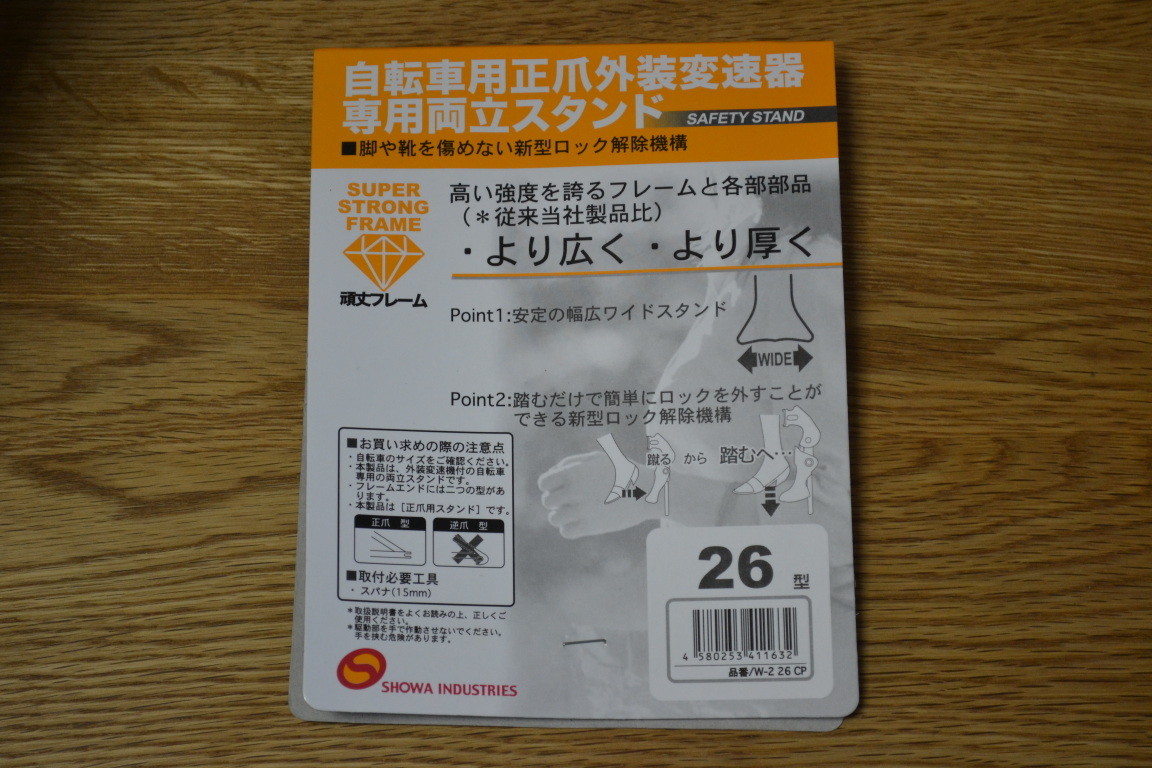 自転車用正爪外装変速器
専用両立スタンド SAFETY STAND
■脚や靴を傷めない新型ロック解除機構
SUPER
STRONG
FRAME
頑丈フレーム
高い強度を誇るフレームと各部部品
（＊従来当社製品比）
・より広く・より厚く
Point1:安定の幅広ワイドスタンド
WIDE
Point2:踏むだけで簡単にロックを外すことが
できる新型ロック解除機構
蹴る から 踏むへ…
■お買い求めの際の注意点
・自転車のサイズをご確認ください。
・本製品は、外装変速機付の自転車
専用の両立スタンドです。
・フレームエンドには二つの型があ
ります。
・本製品は［正爪用スタンド］です。
正爪 型 逆爪 型
■取付必要工具
・スパナ(15mm)
＊取扱説明書をよくお読みの上、正しくご
使用ください。
＊駆動部を手で作動させないでください。
手を挟む危険があります。
SHOWA INDUSTRIES
26 型
4 580253 411632
品番/W-2 26 CP